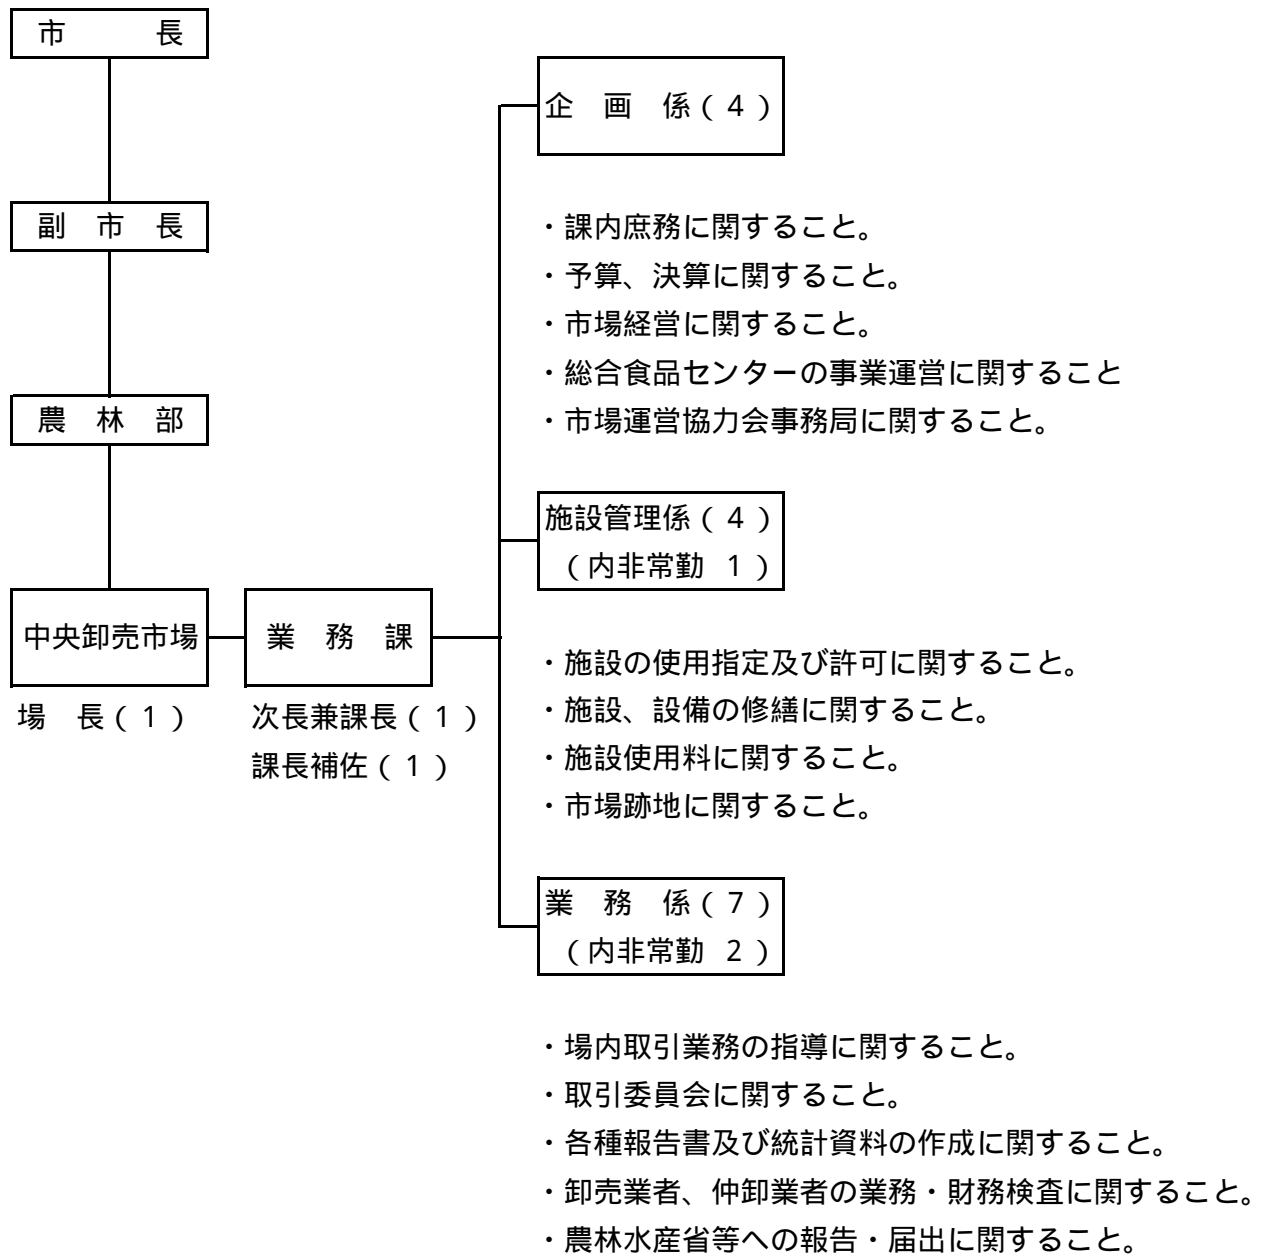 市　　　長
副　市　長
農　林　部
中央卸売市場
場　長(1)
業　務　課
次長兼課長(1)
課長補佐(1)
企　画　係(4)
・課内庶務に関すること。
・予算、決算に関すること。
・市場経営に関すること。
・総合食品センターの事業運営に関すること
・市場運営協力会事務局に関すること。
施設管理係(4)
(内非常勤 1)
・施設の使用指定及び許可に関すること。
・施設、設備の修繕に関すること。
・施設使用料に関すること。
・市場跡地に関すること。
業　務　係(7)
(内非常勤 2)
・場内取引業務の指導に関すること。
・取引委員会に関すること。
・各種報告書及び統計資料の作成に関すること。
・卸売業者、仲卸業者の業務・財務検査に関すること。
・農林水産省等への報告・届出に関すること。